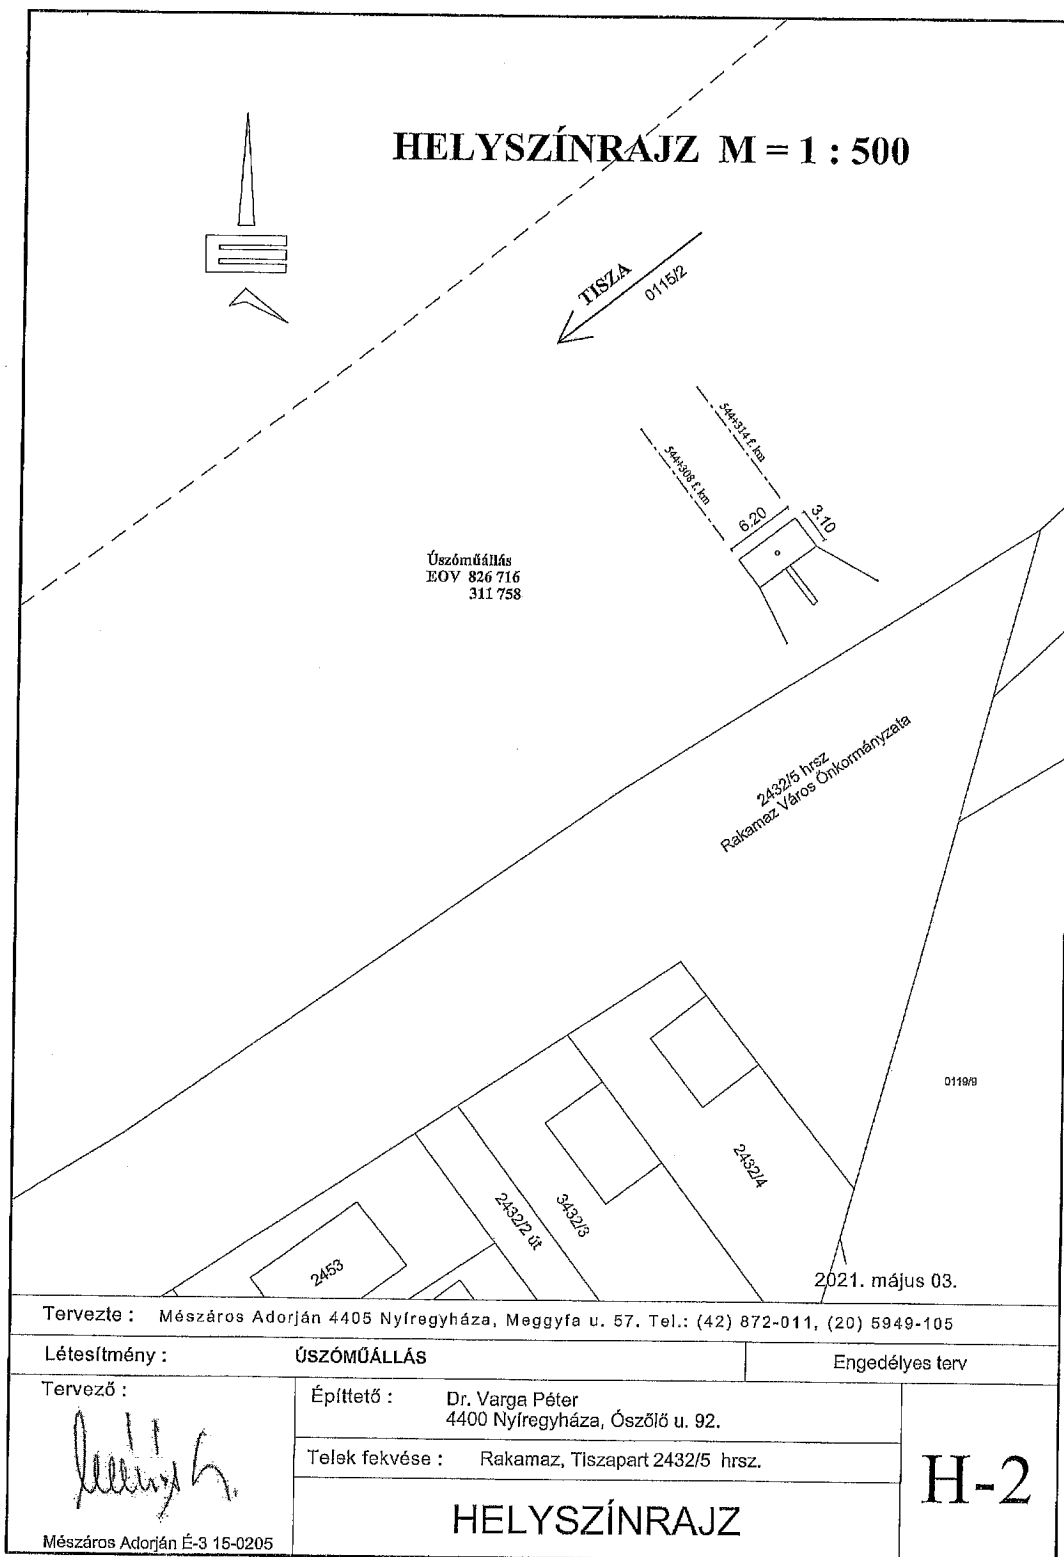 HELYSZÍNRAJZ M = 1 : 500
TISZA
0115/2
544+314 f. km
544+308 f. km
6.20
3.10
Úszóműállás
EOV 826 716
311 758
2432/5 hrsz
Rakamaz Város Önkormányzata
0119/9
2432/4
3432/3
2432/2 út
2453
2021. május 03.
Tervezte : Mészáros Adorján 4405 Nyíregyháza, Meggyfa u. 57. Tel.: (42) 872-011, (20) 5949-105
Létesítmény : ÚSZÓMŰÁLLÁS Engedélyes terv
Tervező :
Építtető : Dr. Varga Péter
4400 Nyíregyháza, Ószőlő u. 92.
Telek fekvése : Rakamaz, Tiszapart 2432/5 hrsz.
H-2
HELYSZÍNRAJZ
Mészáros Adorján É-3 15-0205